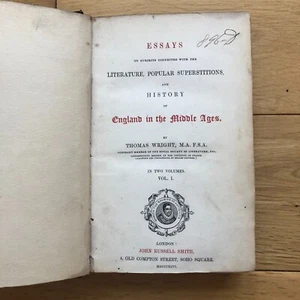 ESSAYS
ON SUBJECTS CONNECTED WITH THE
LITERATURE, POPULAR SUPERSTITIONS,
AND
HISTORY
OF
England in the Middle Ages.
BY
THOMAS WRIGHT, M.A. F.S.A.
IN TWO VOLUMES.
VOL. I.
LONDON:
JOHN RUSSELL SMITH,
4, OLD COMPTON STREET, SOHO SQUARE.